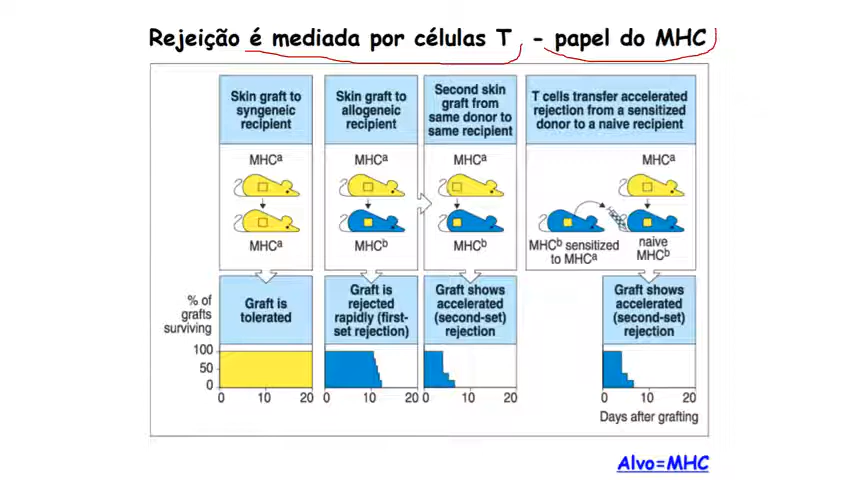 Rejeição é mediada por células T - papel do MHC
Skin graft to
syngeneic
recipient
Skin graft to
allogeneic
recipient
Second skin
graft from
same donor to
same recipient
T cells transfer accelerated
rejection from a sensitized
donor to a naive recipient
MHCa
MHCa
MHCa
MHCa
MHCa
MHCb
MHCb
MHCb sensitized
to MHCa
naive
MHCb
% of
grafts
surviving
Graft is
tolerated
Graft is
rejected
rapidly (first-
set rejection)
Graft shows
accelerated
(second-set)
rejection
Graft shows
accelerated
(second-set)
rejection
100
50
0
0 10 20
0 10 20
0 10 20
0 10 20
Days after grafting
Alvo=MHC